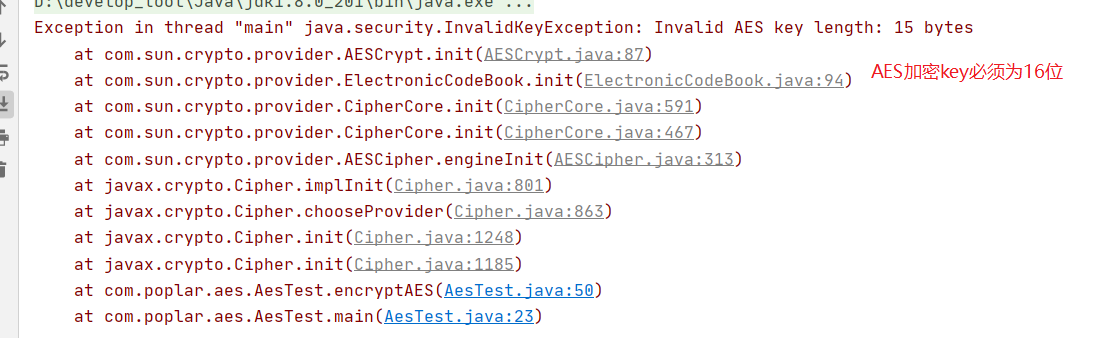 D:\develop_tool\Java\jdk1.8.0_201\bin\java.exe ...
Exception in thread "main" java.security.InvalidKeyException: Invalid AES key length: 15 bytes
at com.sun.crypto.provider.AESCrypt.init(AESCrypt.java:87)
at com.sun.crypto.provider.ElectronicCodeBook.init(ElectronicCodeBook.java:94)
AES加密key必须为16位
at com.sun.crypto.provider.CipherCore.init(CipherCore.java:591)
at com.sun.crypto.provider.CipherCore.init(CipherCore.java:467)
at com.sun.crypto.provider.AESCipher.engineInit(AESCipher.java:313)
at javax.crypto.Cipher.implInit(Cipher.java:801)
at javax.crypto.Cipher.chooseProvider(Cipher.java:863)
at javax.crypto.Cipher.init(Cipher.java:1248)
at javax.crypto.Cipher.init(Cipher.java:1185)
at com.poplar.aes.AesTest.encryptAES(AesTest.java:50)
at com.poplar.aes.AesTest.main(AesTest.java:23)